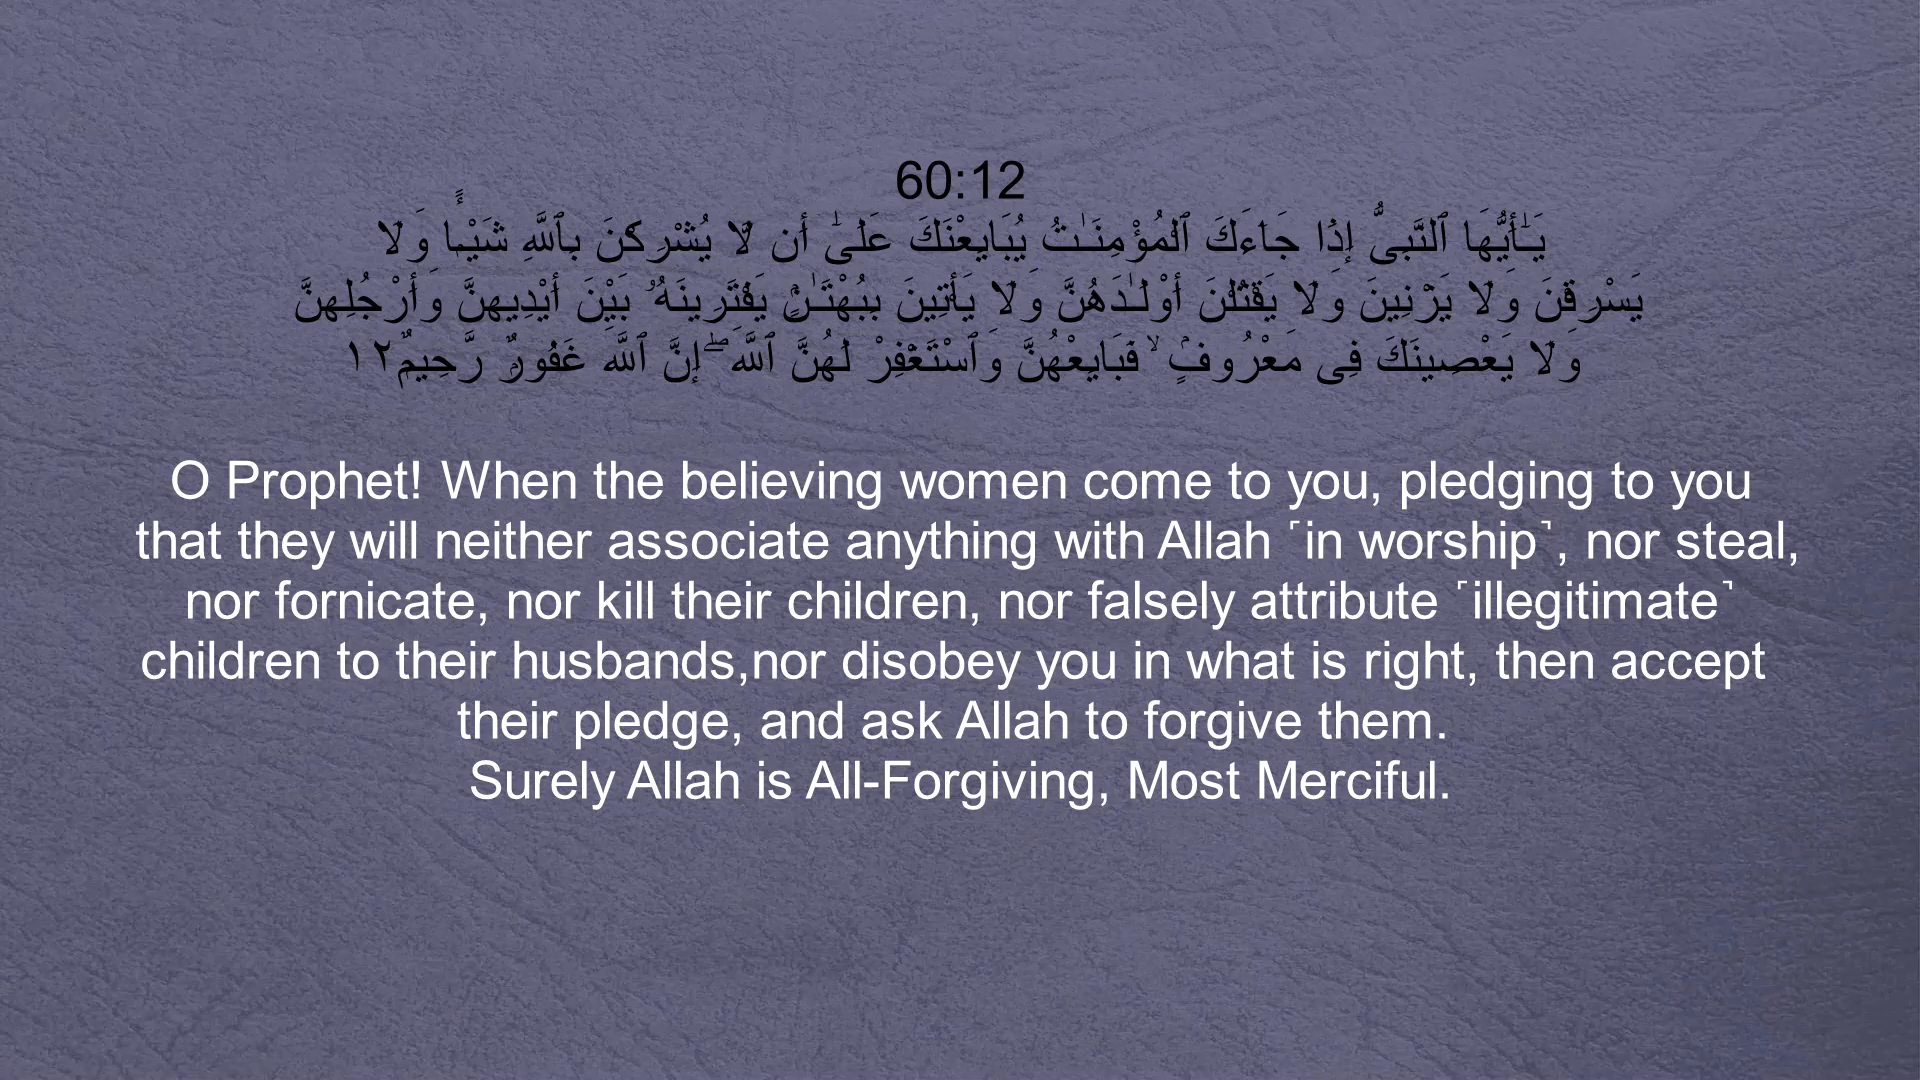 60:12
يَـٰٓأَيُّهَا ٱلنَّبِىُّ إِذَا جَآءَكَ ٱلْمُؤْمِنَـٰتُ يُبَايِعْنَكَ عَلَىٰٓ أَن لَّا يُشْرِكْنَ بِٱللَّهِ شَيْـًٔا وَلَا
يَسْرِقْنَ وَلَا يَزْنِينَ وَلَا يَقْتُلْنَ أَوْلَـٰدَهُنَّ وَلَا يَأْتِينَ بِبُهْتَـٰنٍ يَفْتَرِينَهُۥ بَيْنَ أَيْدِيهِنَّ وَأَرْجُلِهِنَّ
وَلَا يَعْصِينَكَ فِى مَعْرُوفٍ ۙ فَبَايِعْهُنَّ وَٱسْتَغْفِرْ لَهُنَّ ٱللَّهَ ۖ إِنَّ ٱللَّهَ غَفُورٌ رَّحِيمٌ ١٢
O Prophet! When the believing women come to you, pledging to you
that they will neither associate anything with Allah ˹in worship˺, nor steal,
nor fornicate, nor kill their children, nor falsely attribute ˹illegitimate˺
children to their husbands,nor disobey you in what is right, then accept
their pledge, and ask Allah to forgive them.
Surely Allah is All-Forgiving, Most Merciful.